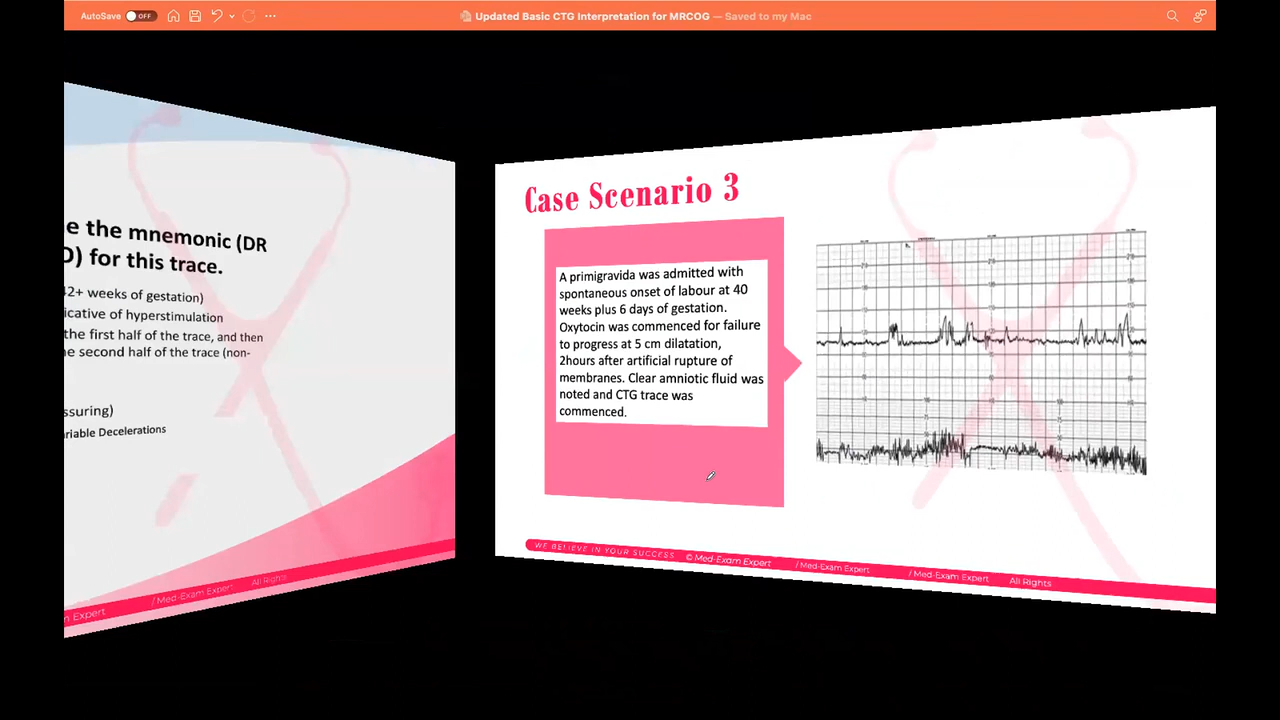 AutoSave OFF
Updated Basic CTG Interpretation for MRCOG — Saved to my Mac
e the mnemonic (DR
) for this trace.
42+ weeks of gestation)
icative of hyperstimulation
the first half of the trace, and then
e second half of the trace (non-
ssuring)
ariable Decelerations
m Expert / Med-Exam Expert All Rights
Case Scenario 3
A primigravida was admitted with
spontaneous onset of labour at 40
weeks plus 6 days of gestation.
Oxytocin was commenced for failure
to progress at 5 cm dilatation,
2hours after artificial rupture of
membranes. Clear amniotic fluid was
noted and CTG trace was
commenced.
WE BELIEVE IN YOUR SUCCESS © Med-Exam Expert / Med-Exam Expert / Med-Exam Expert All Rights